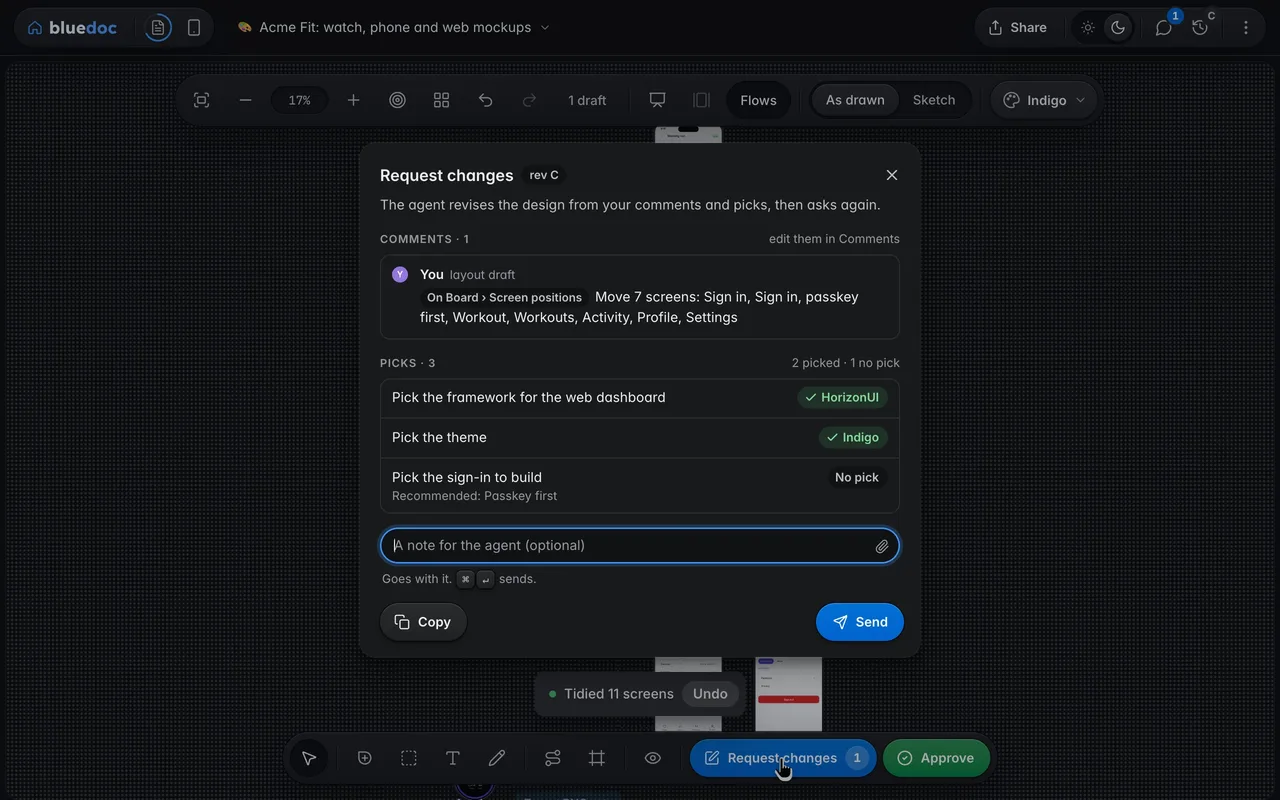 bluedoc
Acme Fit: watch, phone and web mockups
Share
1
C
17%
1 draft
Flows
As drawn
Sketch
Indigo
Request changes
rev C
The agent revises the design from your comments and picks, then asks again.
COMMENTS · 1
edit them in Comments
Y
You layout draft
On Board › Screen positions Move 7 screens: Sign in, Sign in, passkey
first, Workout, Workouts, Activity, Profile, Settings
PICKS · 3
2 picked · 1 no pick
Pick the framework for the web dashboard
HorizonUI
Pick the theme
Indigo
Pick the sign-in to build
No pick
Recommended: Passkey first
A note for the agent (optional)
Goes with it. ⌘ ↵ sends.
Copy
Send
Tidied 11 screens
Undo
Request changes 1
Approve